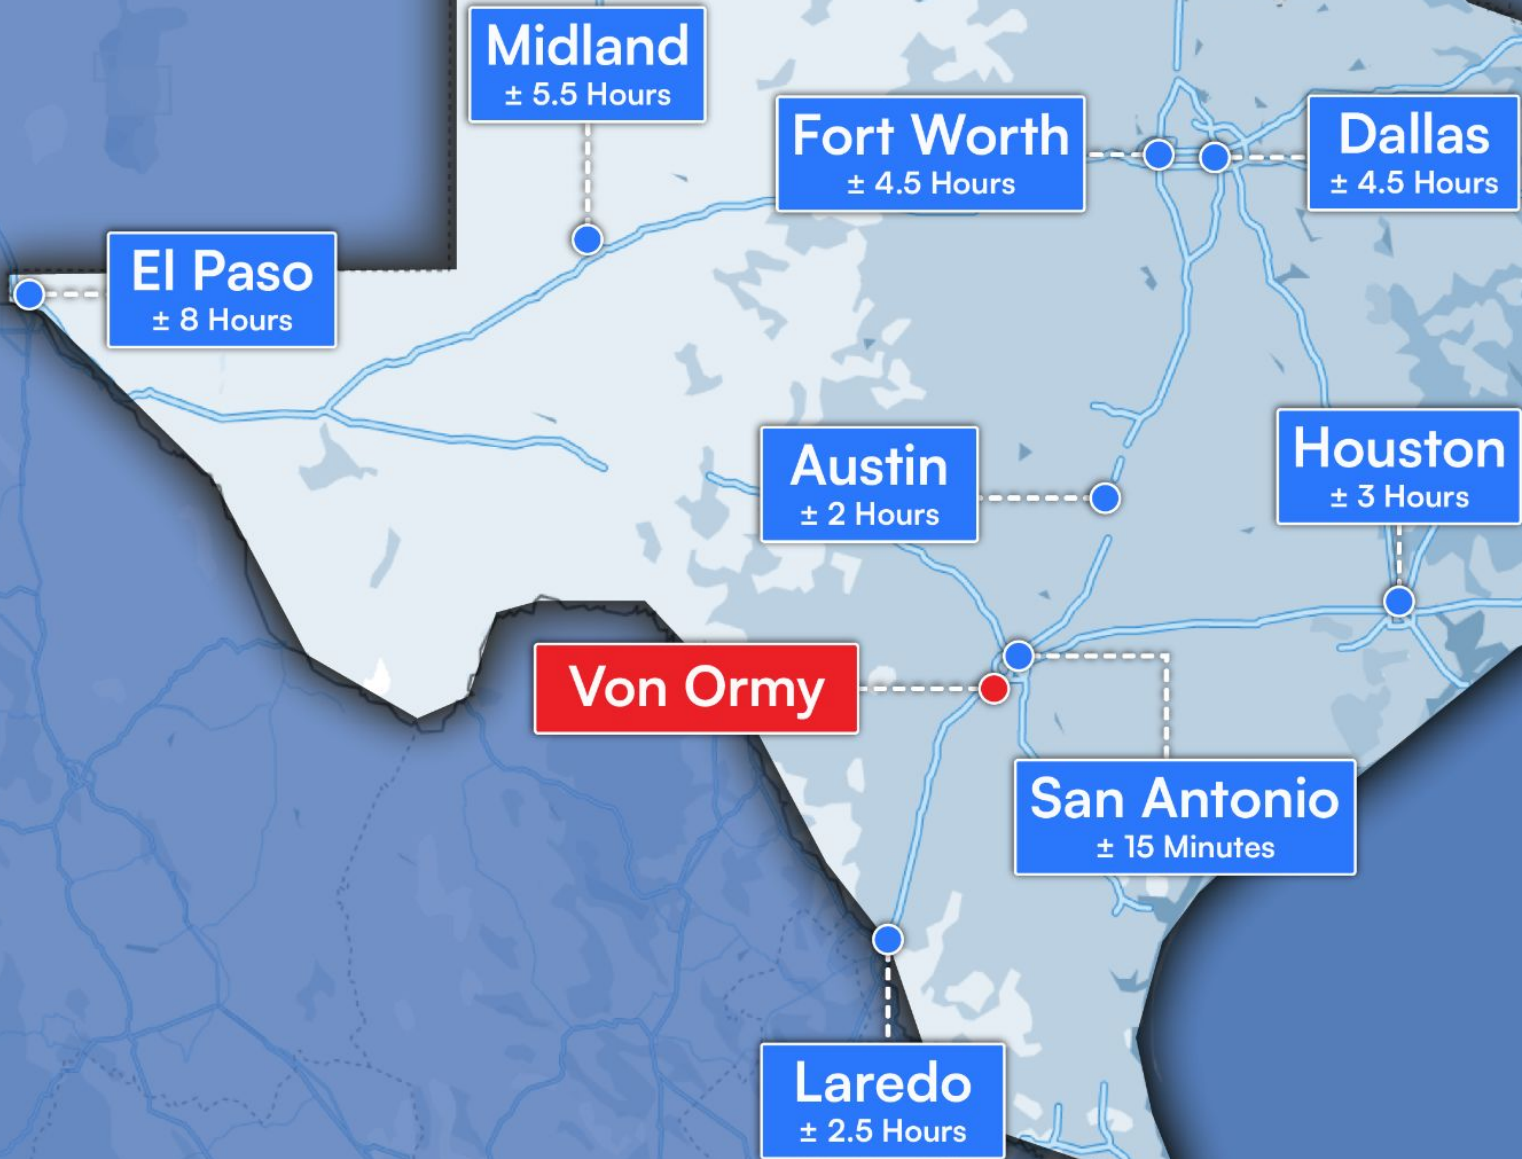 Midland
± 5.5 Hours
Fort Worth
± 4.5 Hours
Dallas
± 4.5 Hours
El Paso
± 8 Hours
Austin
± 2 Hours
Houston
± 3 Hours
Von Ormy
San Antonio
± 15 Minutes
Laredo
± 2.5 Hours